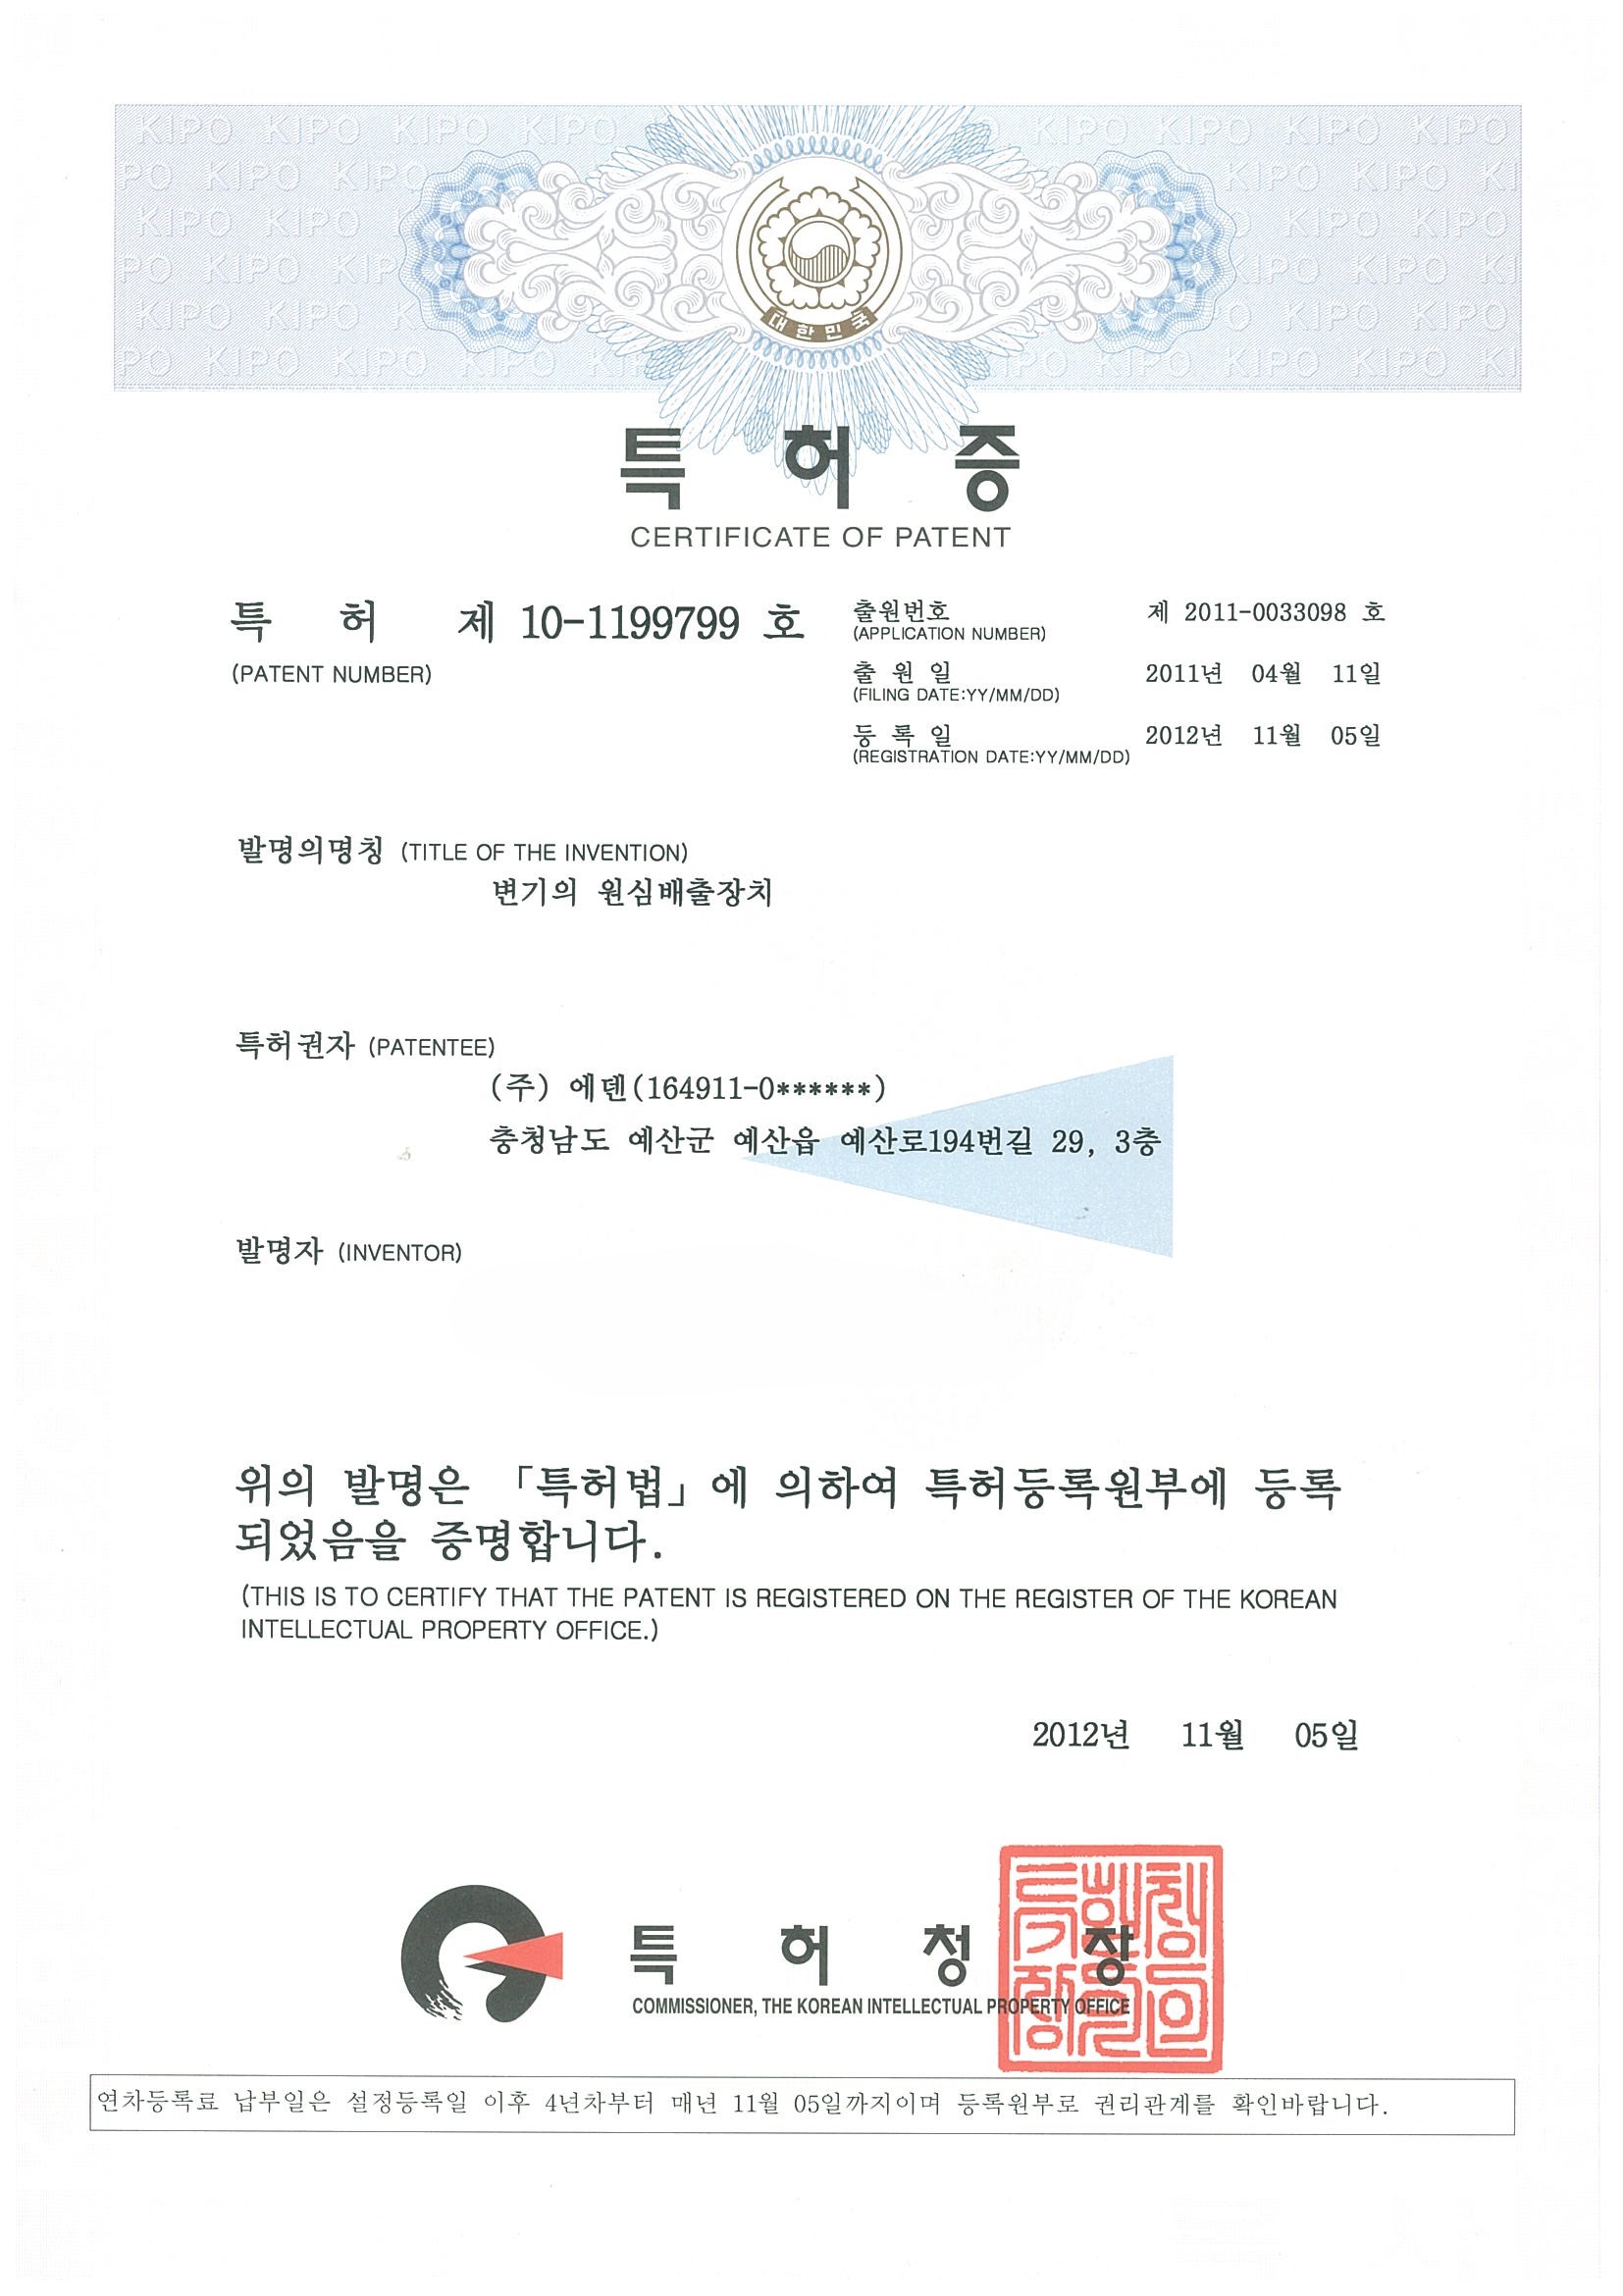 KIPO KIPO KIPO KIPO KIPO KIPO KIPO KIPO
대한민국
특 허 증
CERTIFICATE OF PATENT
특 허 제 10-1199799 호
(PATENT NUMBER)
출원번호 제 2011-0033098 호
(APPLICATION NUMBER)
출 원 일 2011년 04월 11일
(FILING DATE:YY/MM/DD)
등 록 일 2012년 11월 05일
(REGISTRATION DATE:YY/MM/DD)
발명의명칭 (TITLE OF THE INVENTION)
변기의 원심배출장치
특허권자 (PATENTEE)
(주) 에덴(164911-0******)
충청남도 예산군 예산읍 예산로194번길 29, 3층
발명자 (INVENTOR)
위의 발명은 「특허법」에 의하여 특허등록원부에 등록
되었음을 증명합니다.
(THIS IS TO CERTIFY THAT THE PATENT IS REGISTERED ON THE REGISTER OF THE KOREAN
INTELLECTUAL PROPERTY OFFICE.)
2012년 11월 05일
특 허 청 장
COMMISSIONER, THE KOREAN INTELLECTUAL PROPERTY OFFICE
연차등록료 납부일은 설정등록일 이후 4년차부터 매년 11월 05일까지이며 등록원부로 권리관계를 확인바랍니다.